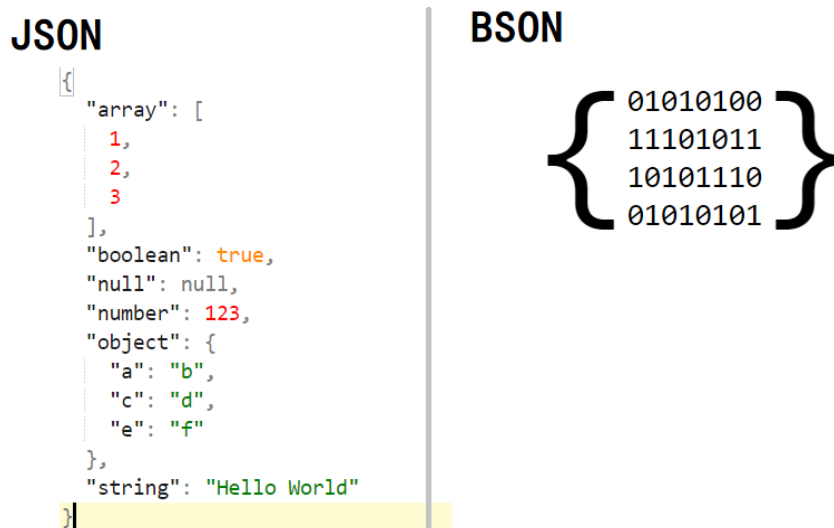 JSON
{
"array": [
1,
2,
3
],
"boolean": true,
"null": null,
"number": 123,
"object": {
"a": "b",
"c": "d",
"e": "f"
},
"string": "Hello World"
}
BSON
{ 01010100 }
11101011
10101110
01010101